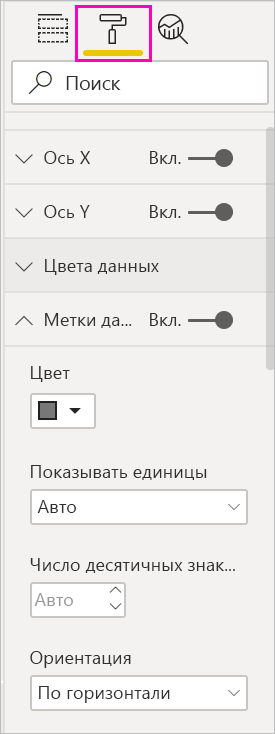 Поиск
Ось X Вкл.
Ось Y Вкл.
Цвета данных
Метки да... Вкл.
Цвет
Показывать единицы
Авто
Число десятичных знак...
Авто
Ориентация
По горизонтали